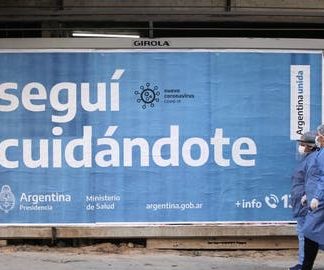 GIROLA
seguí
cuidándote
nuevo
coronavirus
COVID-19
Argentina unida
Argentina
Presidencia
Ministerio
de Salud
argentina.gob.ar
+info